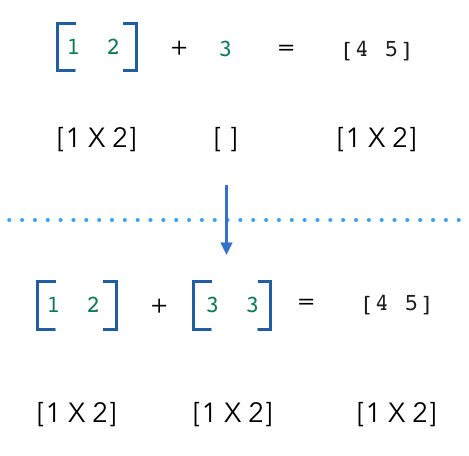 [1 2] + 3 = [4 5]
[1 X 2] [ ] [1 X 2]
[1 2] + [3 3] = [4 5]
[1 X 2] [1 X 2] [1 X 2]